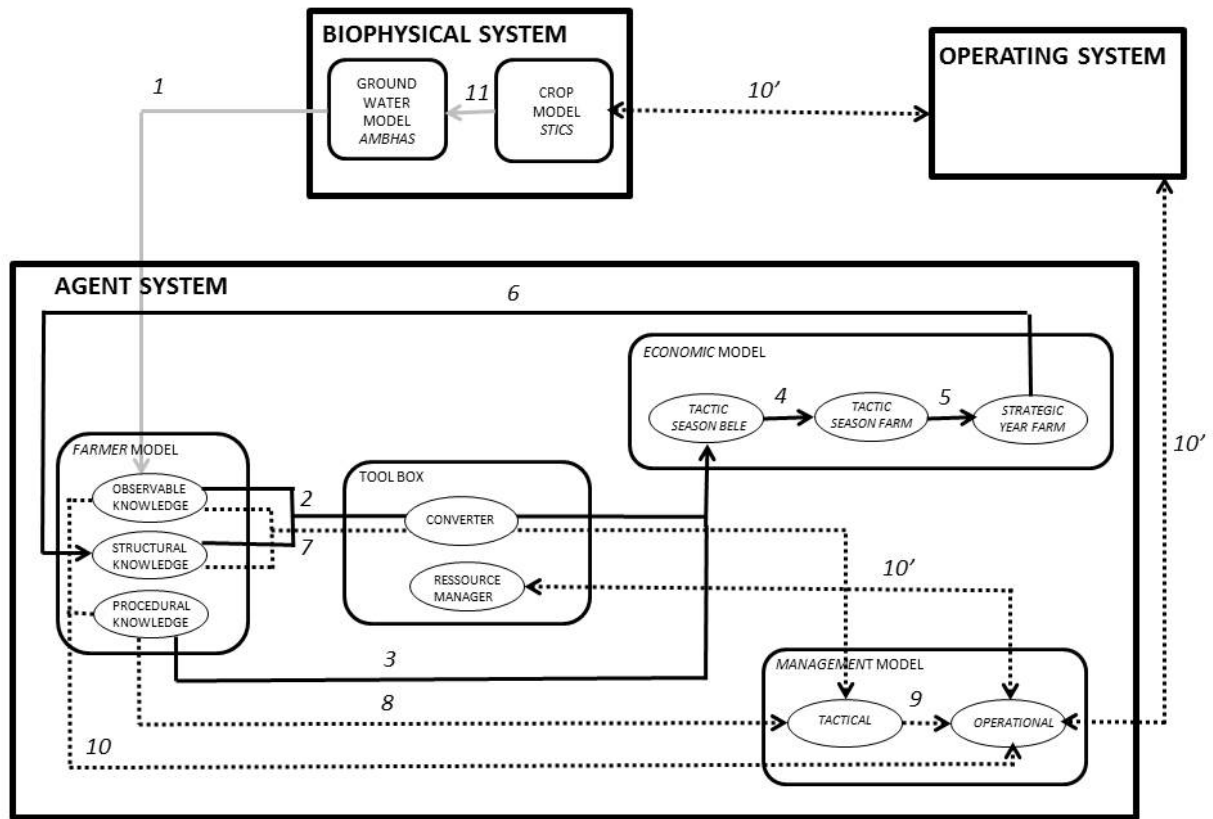 BIOPHYSICAL SYSTEM
GROUND
WATER
MODEL
AMBHAS
11
CROP
MODEL
STICS
1
10’
OPERATING SYSTEM
AGENT SYSTEM
6
ECONOMIC MODEL
TACTIC
SEASON BELE
4
TACTIC
SEASON FARM
5
STRATEGIC
YEAR FARM
10’
FARMER MODEL
OBSERVABLE
KNOWLEDGE
2
STRUCTURAL
KNOWLEDGE
7
PROCEDURAL
KNOWLEDGE
TOOL BOX
CONVERTER
RESSOURCE
MANAGER
10’
3
8
10
MANAGEMENT MODEL
TACTICAL
9
OPERATIONAL